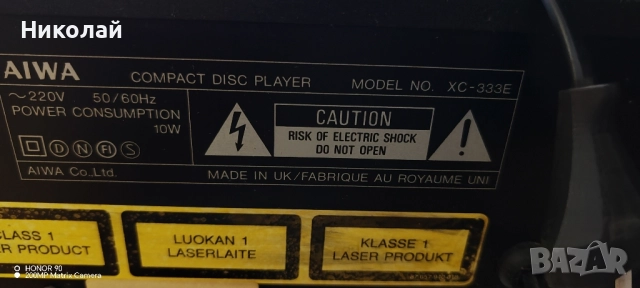 Николай
AIWA COMPACT DISC PLAYER MODEL NO. XC-333E
~220V 50/60Hz
POWER CONSUMPTION
10W
D N FI S
AIWA Co., Ltd.
CAUTION
RISK OF ELECTRIC SHOCK
DO NOT OPEN
MADE IN UK/FABRIQUE AU ROYAUME UNI
CLASS 1
PRODUCT
LUOKAN 1
LASERLAITE
KLASSE 1
LASER PRODUKT
HONOR 90
200MP Matrix Camera
BAZAR